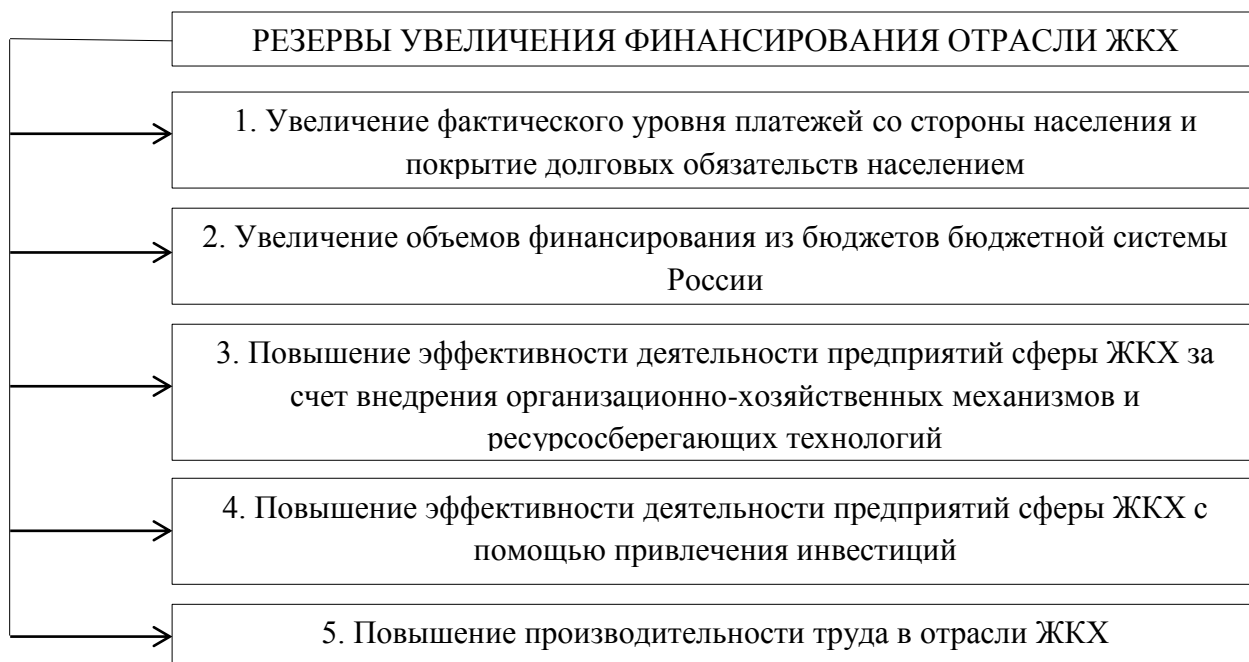 РЕЗЕРВЫ УВЕЛИЧЕНИЯ ФИНАНСИРОВАНИЯ ОТРАСЛИ ЖКХ
1. Увеличение фактического уровня платежей со стороны населения и
покрытие долговых обязательств населением
2. Увеличение объемов финансирования из бюджетов бюджетной системы
России
3. Повышение эффективности деятельности предприятий сферы ЖКХ за
счет внедрения организационно-хозяйственных механизмов и
ресурсосберегающих технологий
4. Повышение эффективности деятельности предприятий сферы ЖКХ с
помощью привлечения инвестиций
5. Повышение производительности труда в отрасли ЖКХ